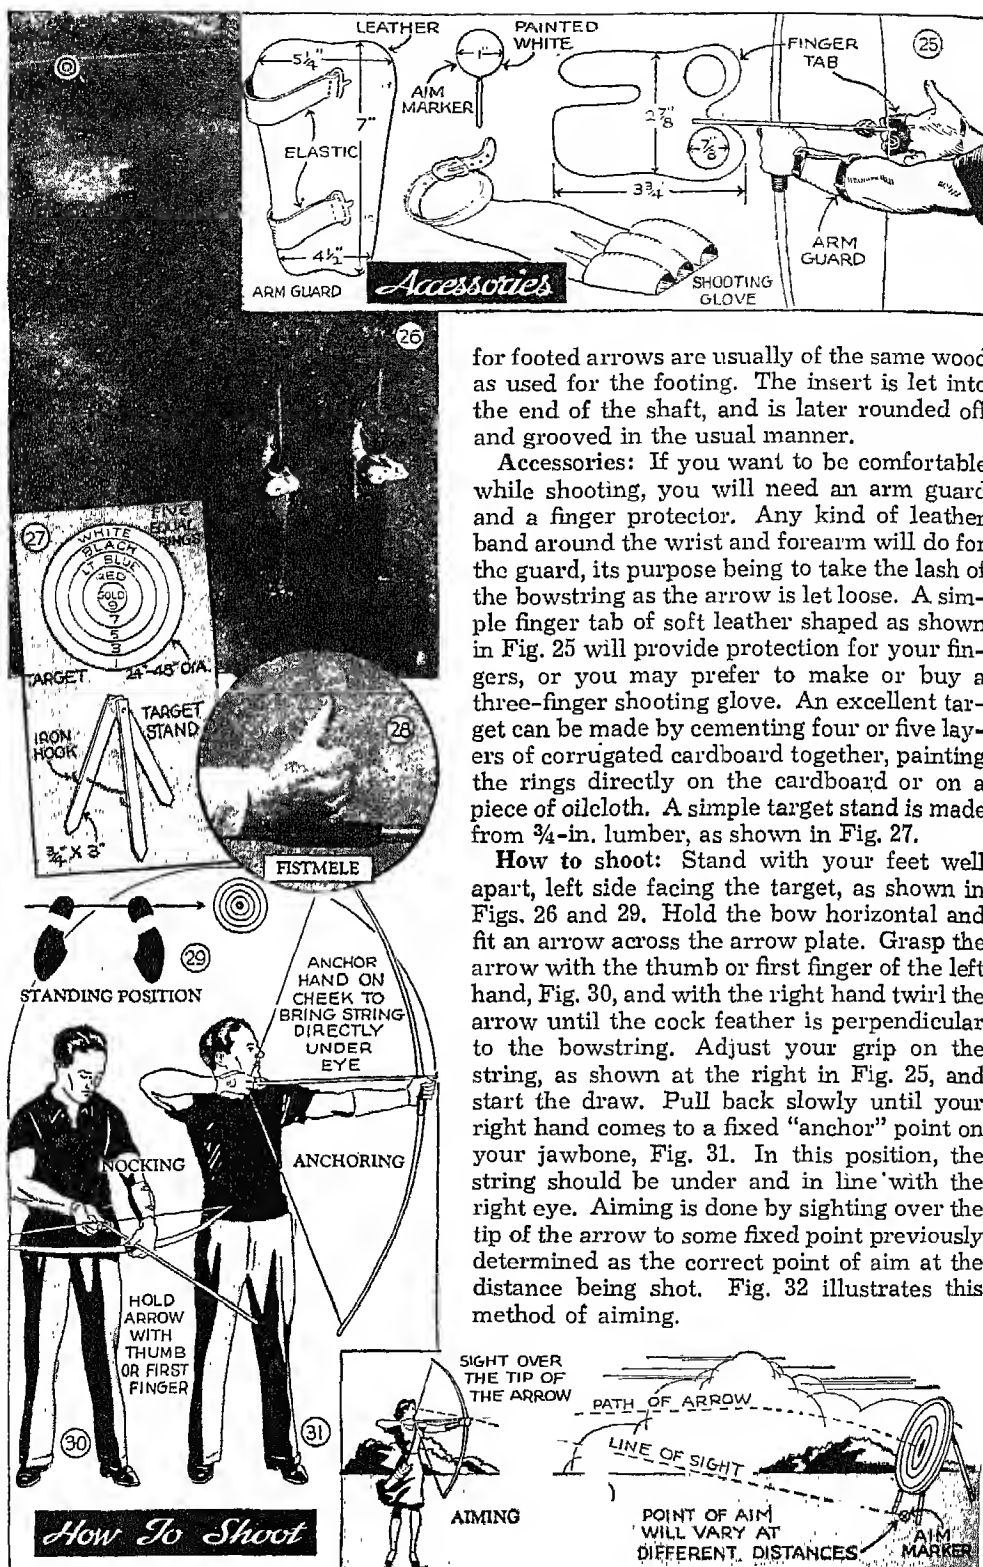 LEATHER
5¼"
7"
ELASTIC
4½"
ARM GUARD
PAINTED
WHITE
1"
AIM
MARKER
2⅞
⅞
3¾
FINGER
TAB
25
ARM
GUARD
SHOOTING
GLOVE
Accessories
26
for footed arrows are usually of the same wood
as used for the footing. The insert is let into
the end of the shaft, and is later rounded off
and grooved in the usual manner.
Accessories: If you want to be comfortable
while shooting, you will need an arm guard
and a finger protector. Any kind of leather
band around the wrist and forearm will do for
the guard, its purpose being to take the lash of
the bowstring as the arrow is let loose. A sim-
ple finger tab of soft leather shaped as shown
in Fig. 25 will provide protection for your fin-
gers, or you may prefer to make or buy a
three-finger shooting glove. An excellent tar-
get can be made by cementing four or five lay-
ers of corrugated cardboard together, painting
the rings directly on the cardboard or on a
piece of oilcloth. A simple target stand is made
from ¾-in. lumber, as shown in Fig. 27.
How to shoot: Stand with your feet well
apart, left side facing the target, as shown in
Figs. 26 and 29. Hold the bow horizontal and
fit an arrow across the arrow plate. Grasp the
arrow with the thumb or first finger of the left
hand, Fig. 30, and with the right hand twirl the
arrow until the cock feather is perpendicular
to the bowstring. Adjust your grip on the
string, as shown at the right in Fig. 25, and
start the draw. Pull back slowly until your
right hand comes to a fixed "anchor" point on
your jawbone, Fig. 31. In this position, the
string should be under and in line with the
right eye. Aiming is done by sighting over the
tip of the arrow to some fixed point previously
determined as the correct point of aim at the
distance being shot. Fig. 32 illustrates this
method of aiming.
27
FIVE
EQUAL
RINGS
WHITE
BLACK
LT BLUE
RED
GOLD
9
7
5
3
1
24"-48" DIA.
TARGET
TARGET
STAND
IRON
HOOK
¾" X 3"
28
FISTMELE
29
STANDING POSITION
ANCHOR
HAND ON
CHEEK TO
BRING STRING
DIRECTLY
UNDER
EYE
NOCKING
ANCHORING
HOLD
ARROW
WITH
THUMB
OR FIRST
FINGER
30
31
How To Shoot
SIGHT OVER
THE TIP OF
THE ARROW
AIMING
PATH OF ARROW
LINE OF SIGHT
POINT OF AIM
WILL VARY AT
DIFFERENT DISTANCES
AIM
MARKER